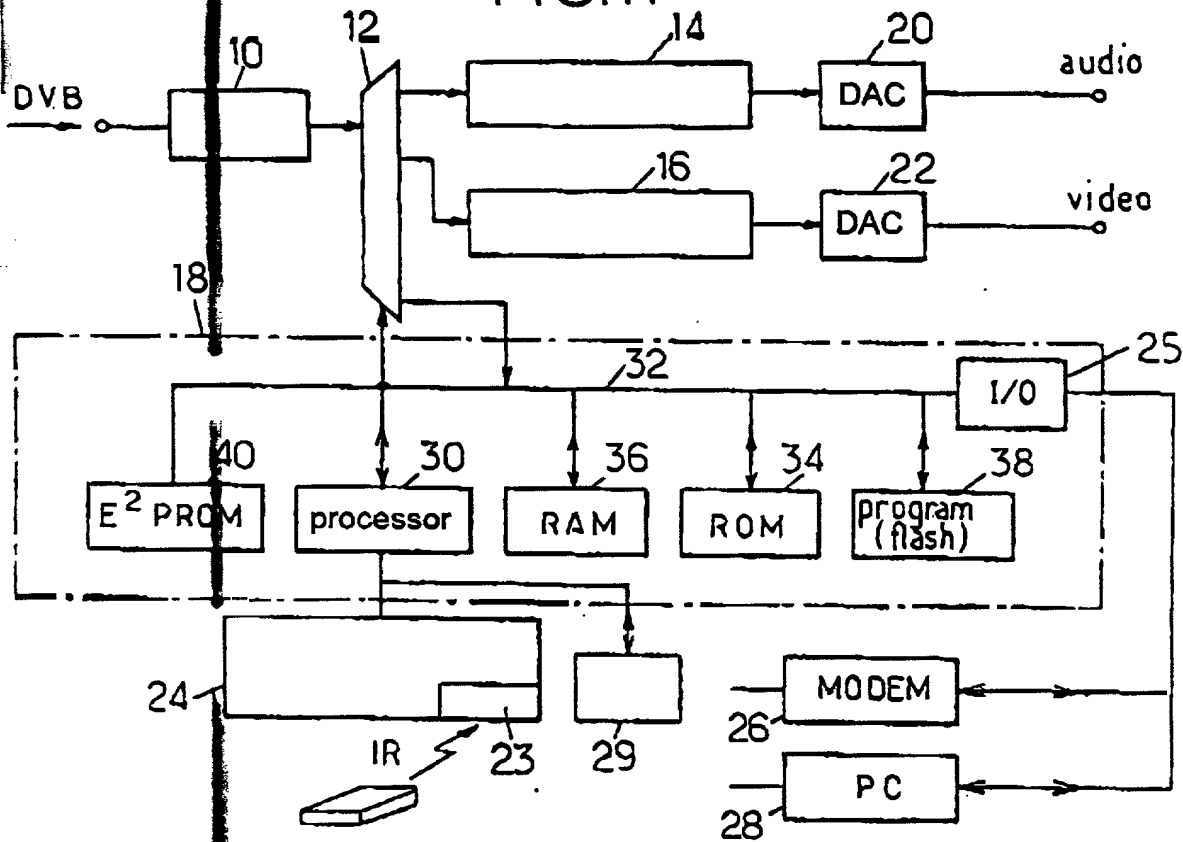 12
14
20
10
audio
DVB
DAC
16
22
video
DAC
18
25
32
I/O
40
30
36
34
38
E² PROM
processor
RAM
ROM
program
(flash)
24
MODEM
26
IR
23
29
PC
28